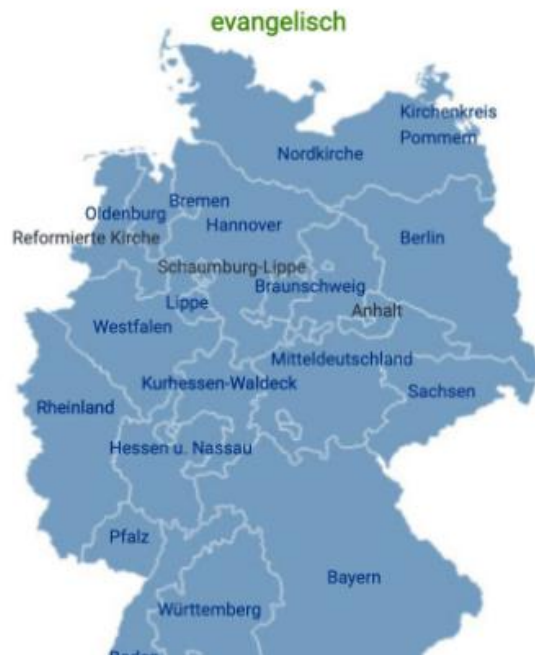 evangelisch
Kirchenkreis
Pommern
Nordkirche
Bremen
Oldenburg
Hannover
Reformierte Kirche
Berlin
Schaumburg-Lippe
Braunschweig
Lippe
Anhalt
Westfalen
Mitteldeutschland
Kurhessen-Waldeck
Sachsen
Rheinland
Hessen u. Nassau
Pfalz
Bayern
Württemberg
Baden